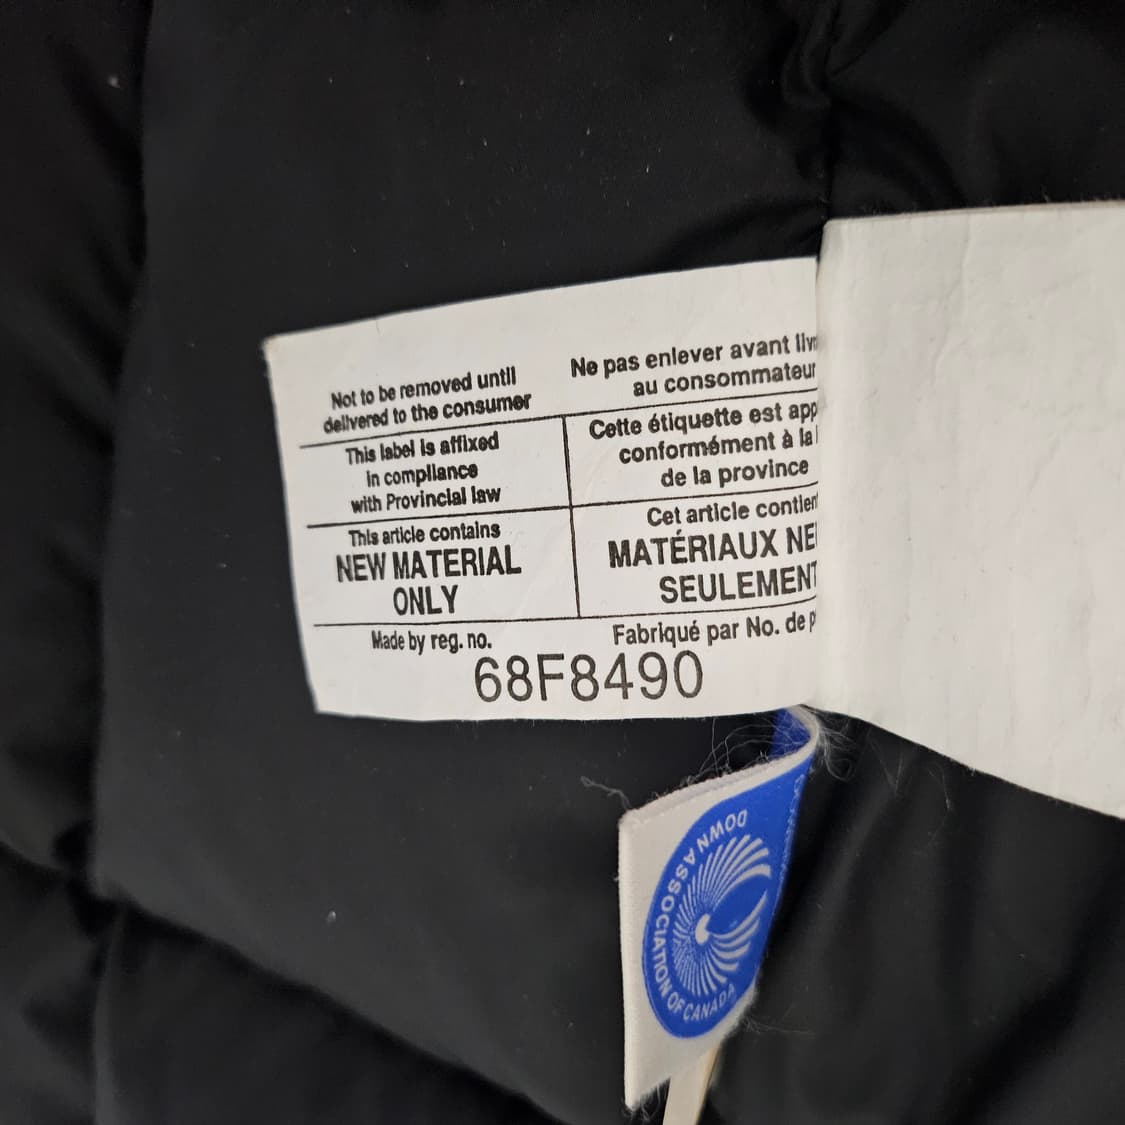 Not to be removed until
delivered to the consumer
Ne pas enlever avant
au consommateur
This label is affixed
in compliance
with Provincial law
Cette étiquette est
conformément à la
de la province
This article contains
NEW MATERIAL
ONLY
Cet article
MATÉRIAUX
SEULEMENT
Made by reg. no.
Fabriqué par No. de
68F8490
DOWN ASSOCIATION OF CANADA